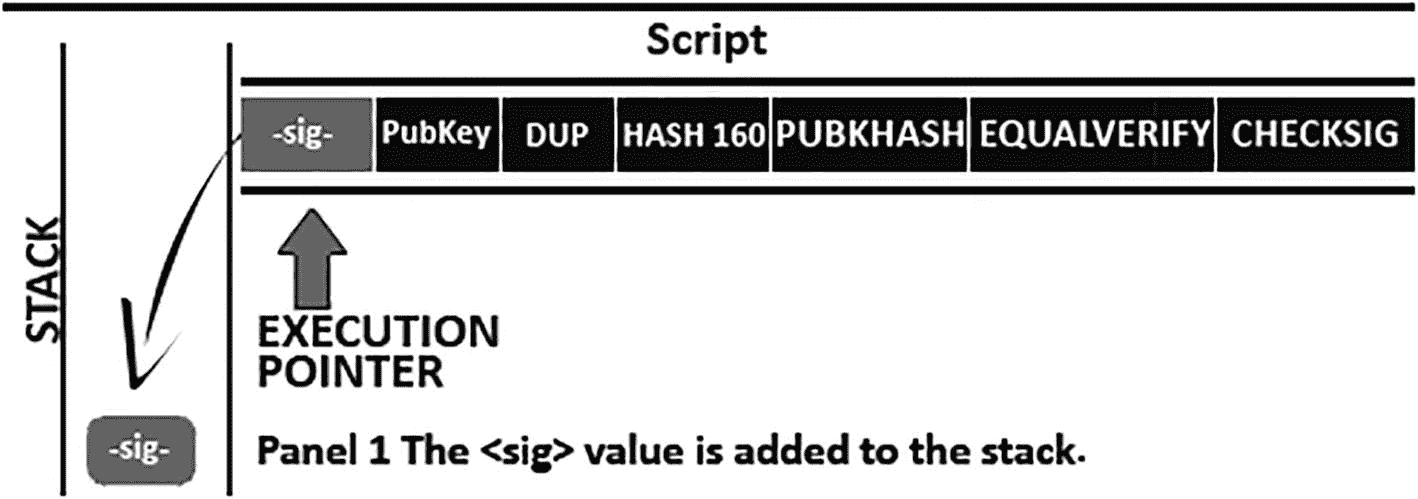 Script
-sig- PubKey DUP HASH 160 PUBKHASH EQUALVERIFY CHECKSIG
STACK
EXECUTION
POINTER
-sig-
Panel 1 The <sig> value is added to the stack.